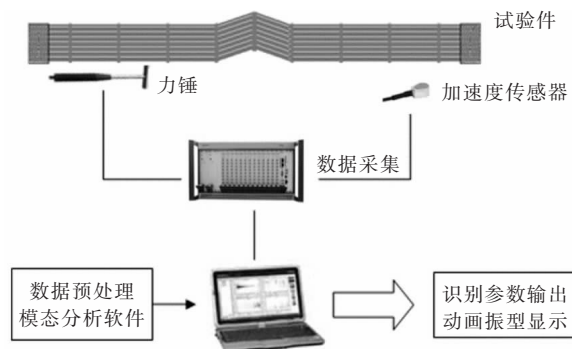 试验件
力锤
加速度传感器
数据采集
数据预处理
模态分析软件
识别参数输出
动画振型显示